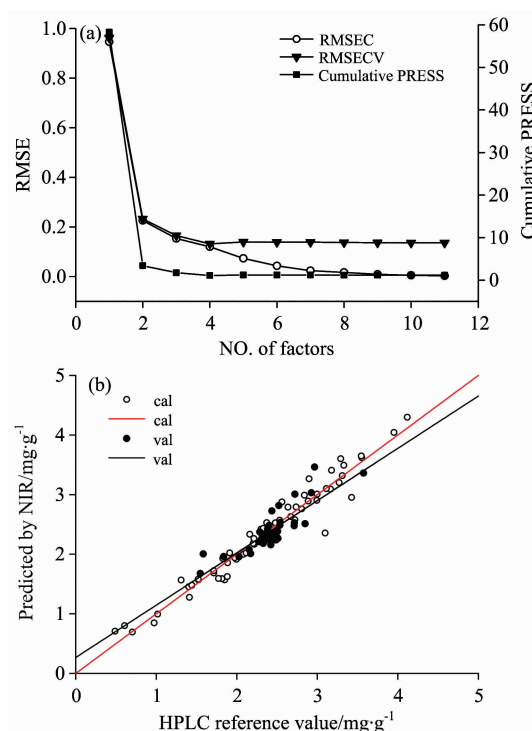 (a)
RMSEC
RMSECV
Cumulative PRESS
1.0
0.8
0.6
0.4
0.2
0.0
RMSE
60
50
40
30
20
10
0
Cumulative PRESS
0 2 4 6 8 10 12
NO. of factors
(b)
cal
cal
val
val
5
4
3
2
1
0
Predicted by NIR/mg·g⁻¹
0 1 2 3 4 5
HPLC reference value/mg·g⁻¹